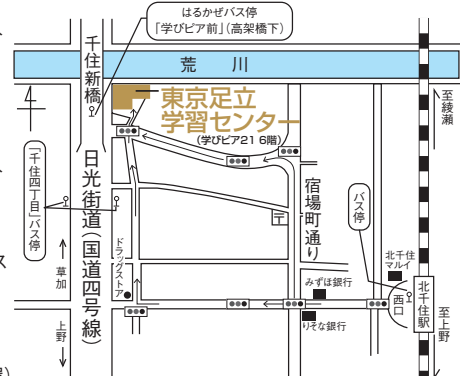 はるかぜバス停
「学びピア前」(高架橋下)
千住新橋
荒川
至綾瀬
東京足立
学習センター
(学びピア21 6階)
「千住四丁目」バス停
日光街道(国道四号線)
宿場町通り
バス停
ドラッグストア
草加
上野
みずほ銀行
りそな銀行
北千住
マルイ
西口
北千住駅
至上野
ス